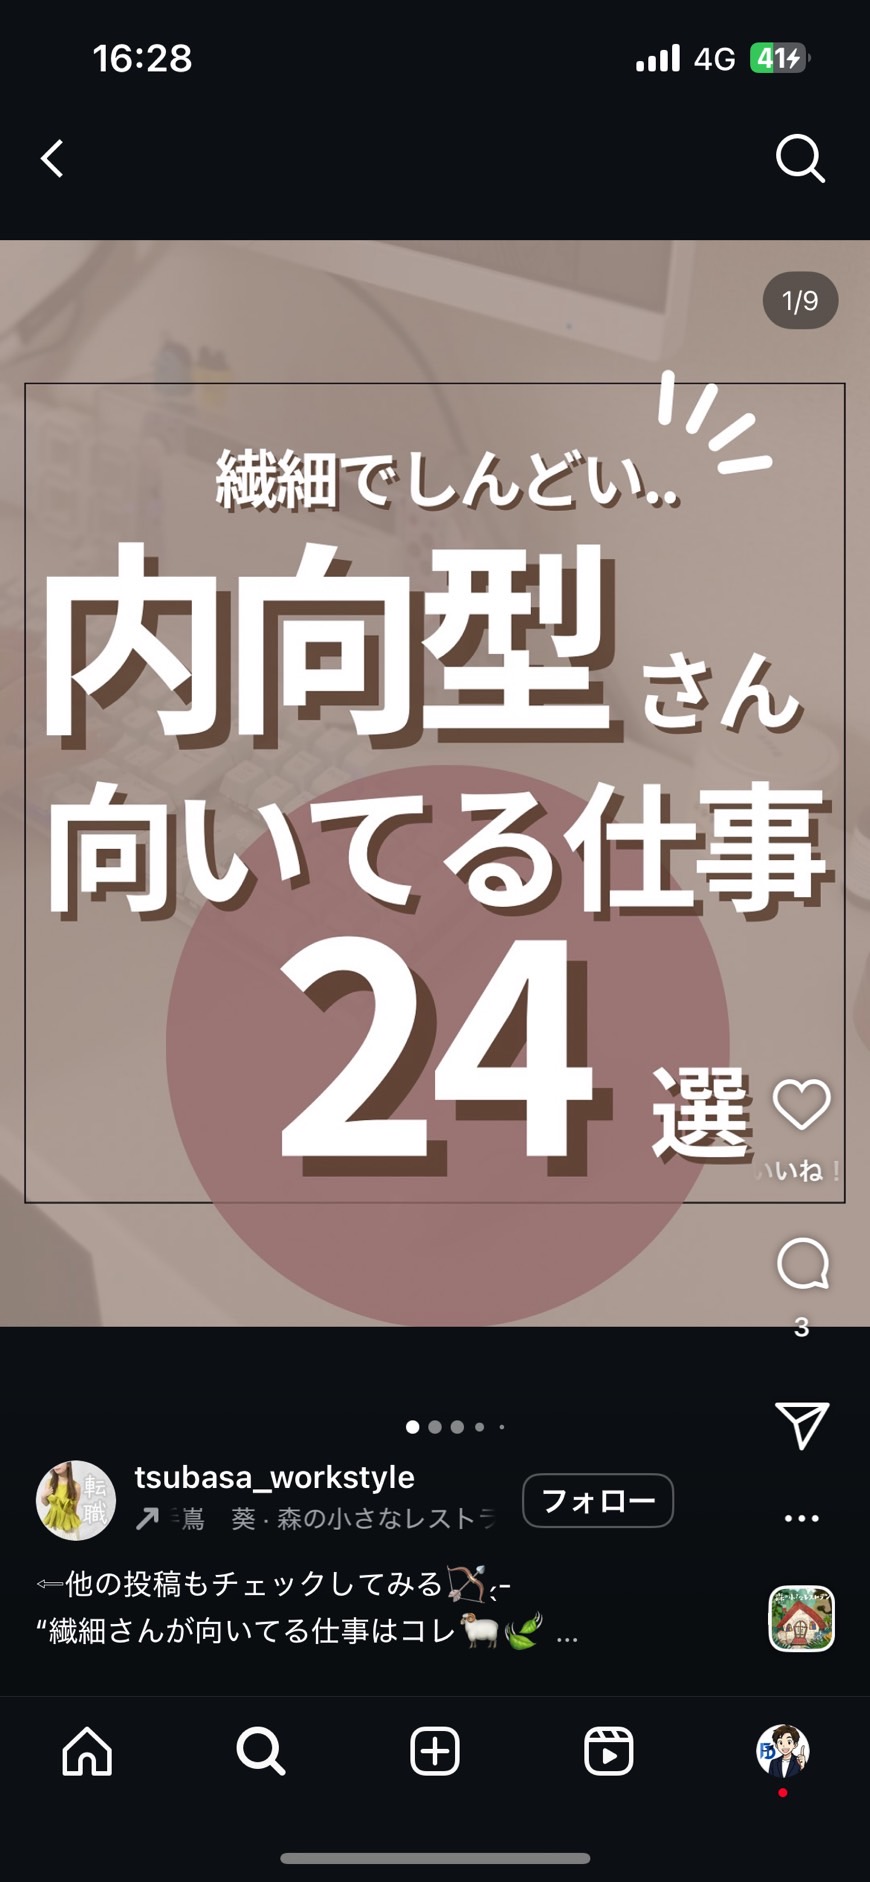 16:28
4G
41
1/9
繊細でしんどい..
内向型さん
向いてる仕事
24選
いいね!
3
tsubasa_workstyle
嶌 葵・森の小さなレストラ
転職
フォロー
⇦他の投稿もチェックしてみる🏹 ̖́-
“繊細さんが向いてる仕事はコレ🐏🍃 ...